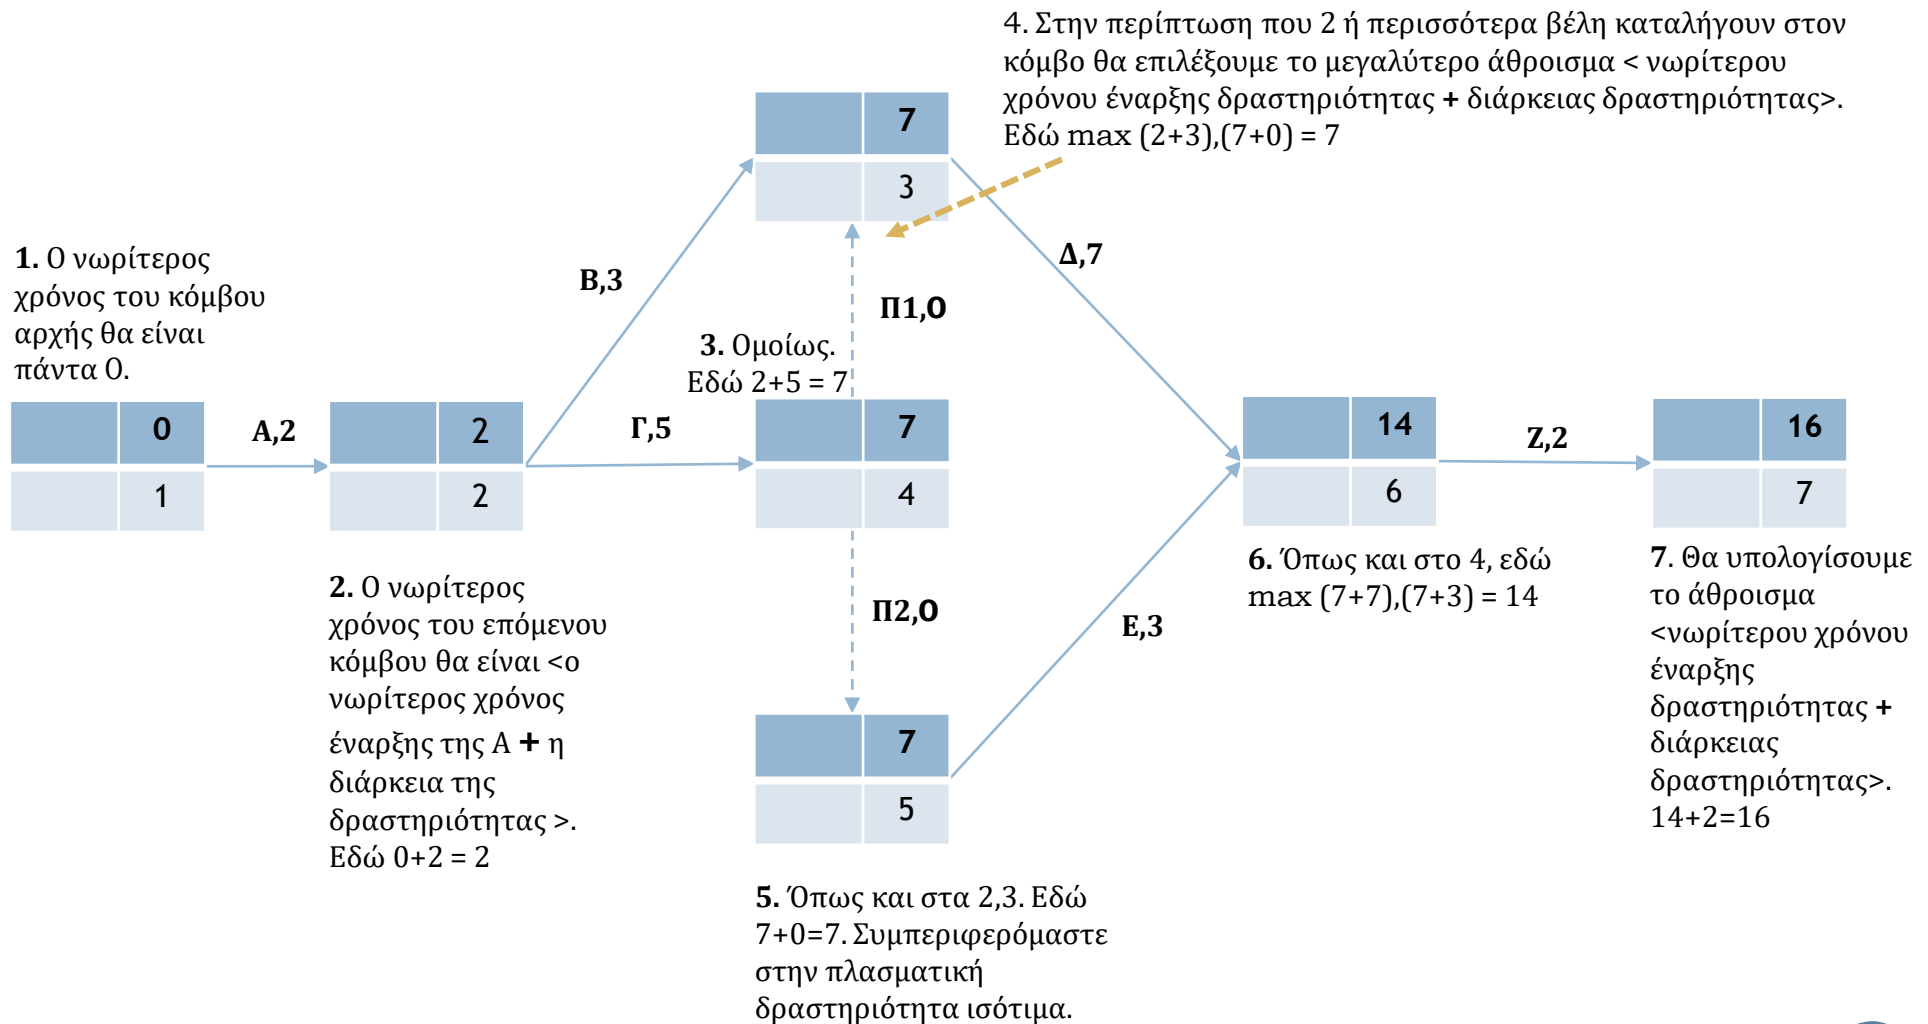 4. Στην περίπτωση που 2 ή περισσότερα βέλη καταλήγουν στον
κόμβο θα επιλέξουμε το μεγαλύτερο άθροισμα < νωρίτερου
χρόνου έναρξης δραστηριότητας + διάρκειας δραστηριότητας>.
Εδώ max (2+3),(7+0) = 7
7
3
1. Ο νωρίτερος
χρόνος του κόμβου
αρχής θα είναι
πάντα 0.
Β,3
Δ,7
Π1,0
3. Ομοίως.
Εδώ 2+5 = 7
0
1
Α,2
2
2
Γ,5
7
4
14
6
Ζ,2
16
7
2. Ο νωρίτερος
χρόνος του επόμενου
κόμβου θα είναι <ο
νωρίτερος χρόνος
έναρξης της Α + η
διάρκεια της
δραστηριότητας >.
Εδώ 0+2 = 2
Π2,0
Ε,3
6. Όπως και στο 4, εδώ
max (7+7),(7+3) = 14
7. Θα υπολογίσουμε
το άθροισμα
<νωρίτερου χρόνου
έναρξης
δραστηριότητας +
διάρκειας
δραστηριότητας>.
14+2=16
7
5
5. Όπως και στα 2,3. Εδώ
7+0=7. Συμπεριφερόμαστε
στην πλασματική
δραστηριότητα ισότιμα.